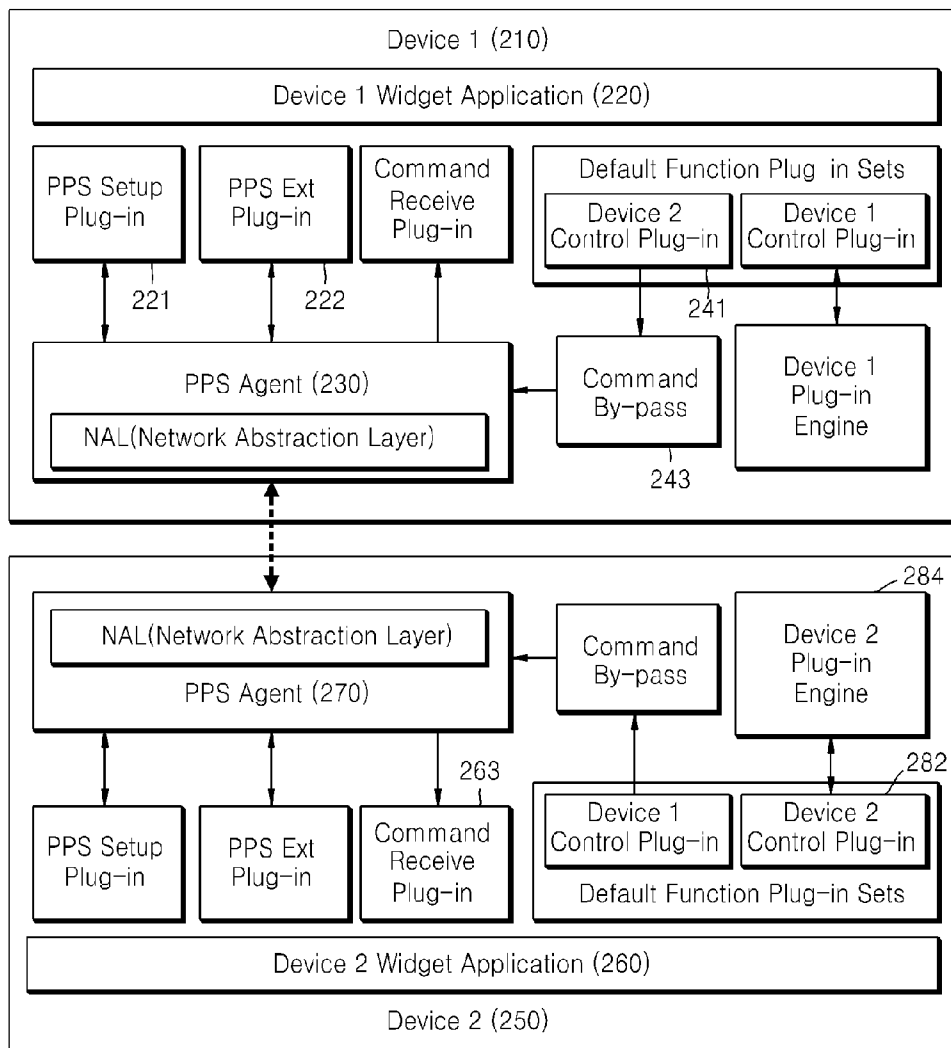 Device 1 (210)
Device 1 Widget Application (220)
PPS Setup
Plug-in
PPS Ext
Plug-in
Command
Receive
Plug-in
Default Function Plug in Sets
Device 2
Control Plug-in
Device 1
Control Plug-in
221
222
241
PPS Agent (230)
NAL(Network Abstraction Layer)
Command
By-pass
243
Device 1
Plug-in
Engine
NAL(Network Abstraction Layer)
PPS Agent (270)
Command
By-pass
284
Device 2
Plug-in
Engine
263
282
PPS Setup
Plug-in
PPS Ext
Plug-in
Command
Receive
Plug-in
Device 1
Control Plug-in
Device 2
Control Plug-in
Default Function Plug-in Sets
Device 2 Widget Application (260)
Device 2 (250)